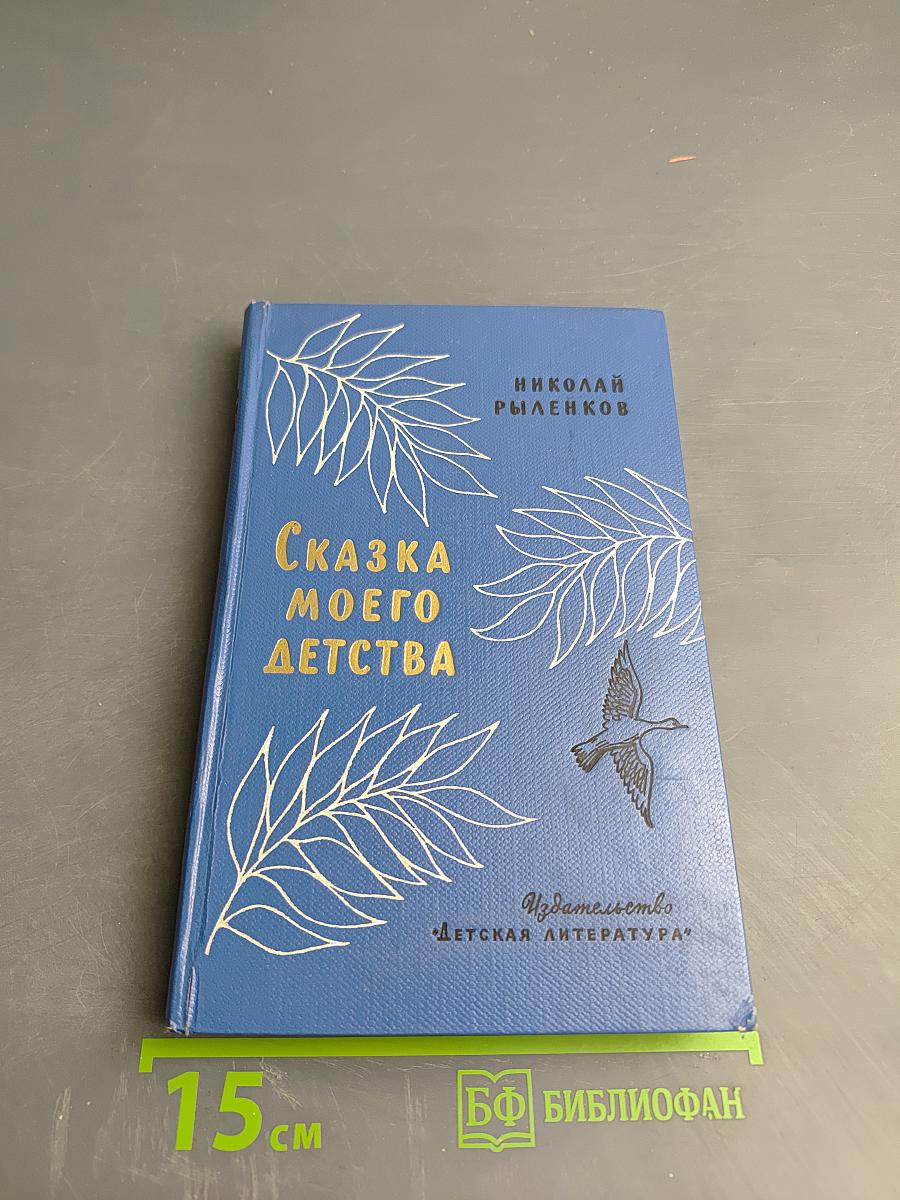 НИКОЛАЙ
РЫЛЕНКОВ
СКАЗКА
МОЕГО
ДЕТСТВА
Издательство
"ДЕТСКАЯ ЛИТЕРАТУРА"
15 см
БФ БИБЛИОФАН